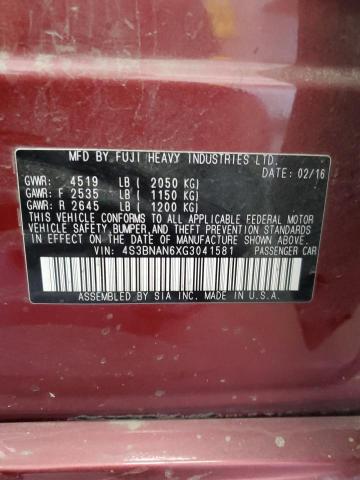 MFD BY FUJI HEAVY INDUSTRIES LTD.
DATE: 02/16
GVWR: 4519 LB ( 2050 KG)
GAWR: F 2535 LB ( 1150 KG)
GAWR: R 2645 LB ( 1200 KG)
THIS VEHICLE CONFORMS TO ALL APPLICABLE FEDERAL MOTOR
VEHICLE SAFETY, BUMPER, AND THEFT PREVENTION STANDARDS
IN EFFECT ON THE DATE OF MANUFACTURE SHOWN ABOVE.
VIN: 4S3BNAN6XG3041581 PASSENGER CAR
ASSEMBLED BY SIA INC. MADE IN U.S.A.